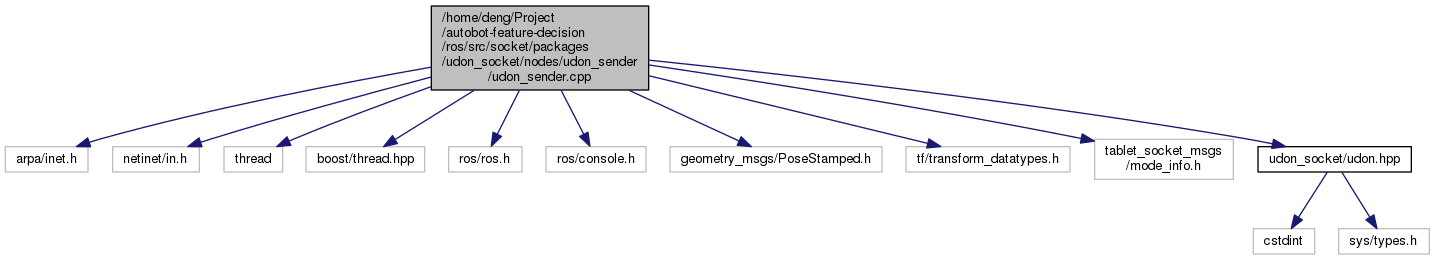 /home/deng/Project
/autobot-feature-decision
/ros/src/socket/packages
/udon_socket/nodes/udon_sender
/udon_sender.cpp
arpa/inet.h
netinet/in.h
thread
boost/thread.hpp
ros/ros.h
ros/console.h
geometry_msgs/PoseStamped.h
tf/transform_datatypes.h
tablet_socket_msgs
/mode_info.h
udon_socket/udon.hpp
cstdint
sys/types.h